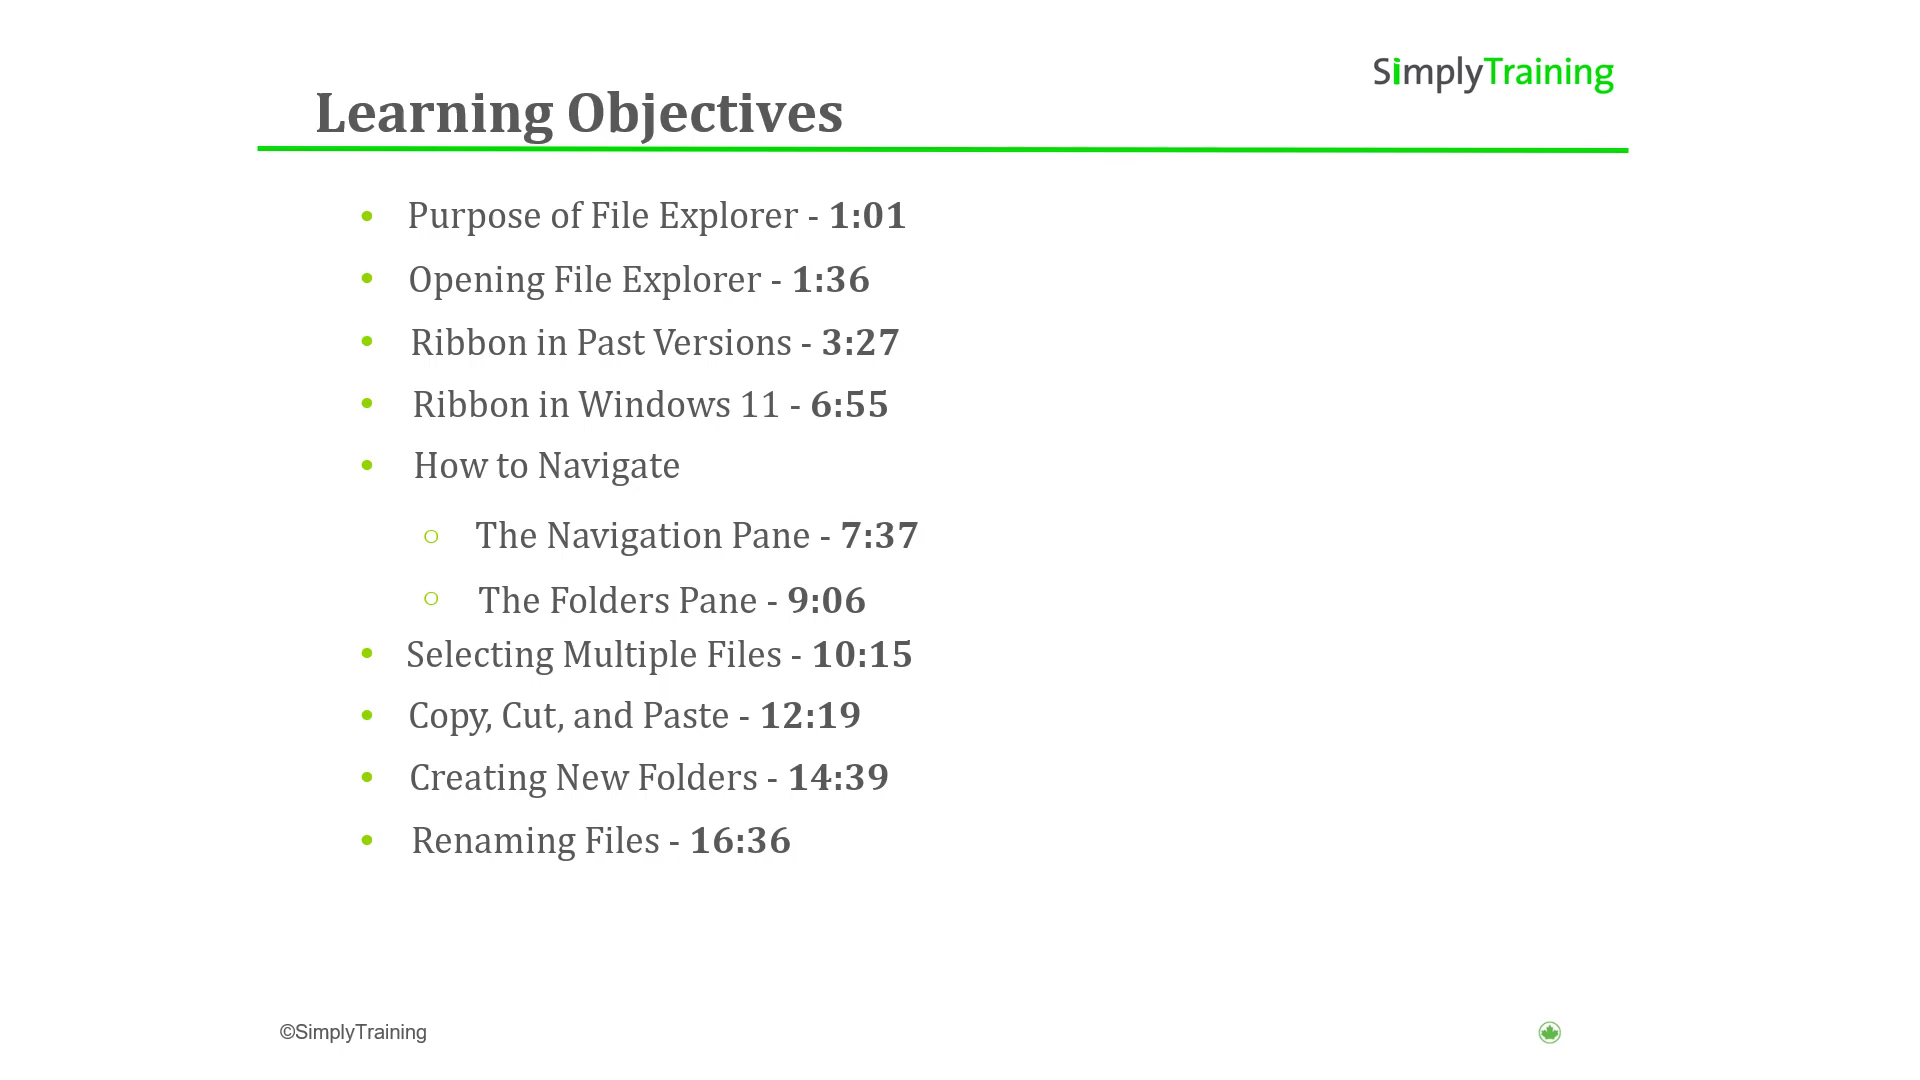 SimplyTraining
Learning Objectives
• Purpose of File Explorer - 1:01
• Opening File Explorer - 1:36
• Ribbon in Past Versions - 3:27
• Ribbon in Windows 11 - 6:55
• How to Navigate
○ The Navigation Pane - 7:37
○ The Folders Pane - 9:06
• Selecting Multiple Files - 10:15
• Copy, Cut, and Paste - 12:19
• Creating New Folders - 14:39
• Renaming Files - 16:36
©SimplyTraining